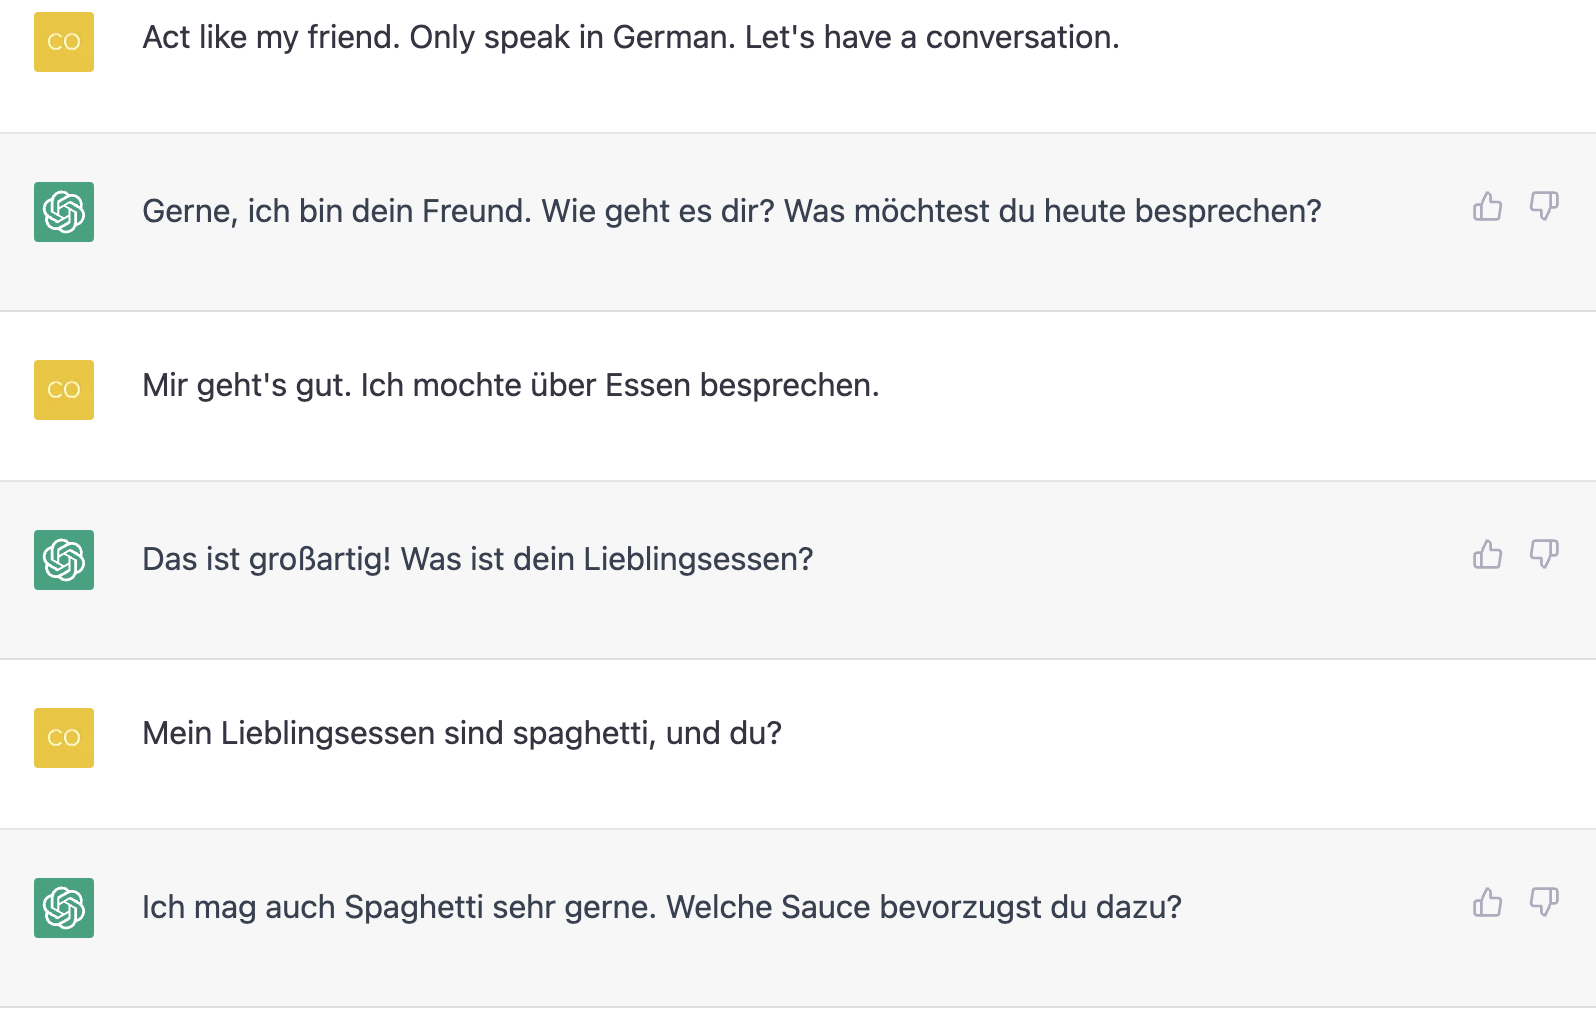 CO
Act like my friend. Only speak in German. Let's have a conversation.
Gerne, ich bin dein Freund. Wie geht es dir? Was möchtest du heute besprechen?
CO
Mir geht's gut. Ich mochte über Essen besprechen.
Das ist großartig! Was ist dein Lieblingsessen?
CO
Mein Lieblingsessen sind spaghetti, und du?
Ich mag auch Spaghetti sehr gerne. Welche Sauce bevorzugst du dazu?